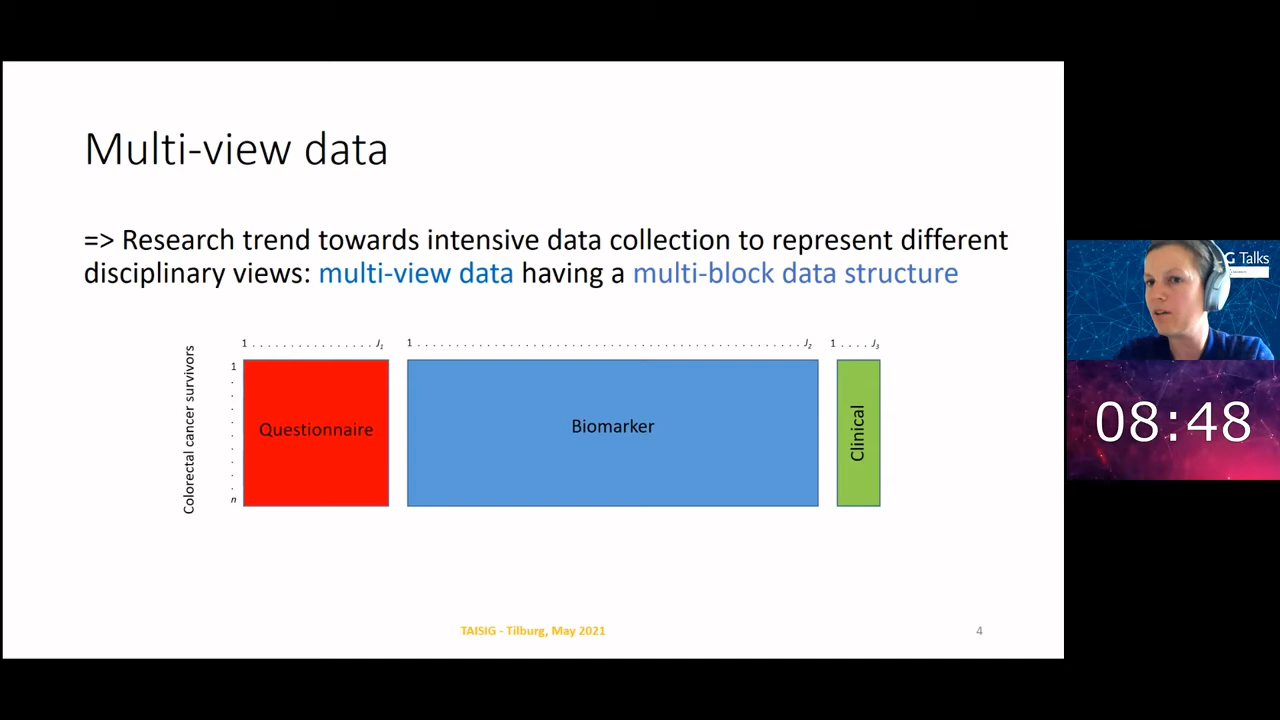 Multi-view data
=> Research trend towards intensive data collection to represent different
disciplinary views: multi-view data having a multi-block data structure
1 . . . . . . . . . . . . . . . . . J1
1 . . . . . . . . . . . . . . . . . . . . . . . . . . . . . . . . . . . . . . . . . . . . . . . . . . . J2
1 . . . . J3
Colorectal cancer survivors
1
.
.
.
.
.
.
.
.
.
n
Questionnaire
Biomarker
Clinical
TAISIG - Tilburg, May 2021
4
G Talks
08:48